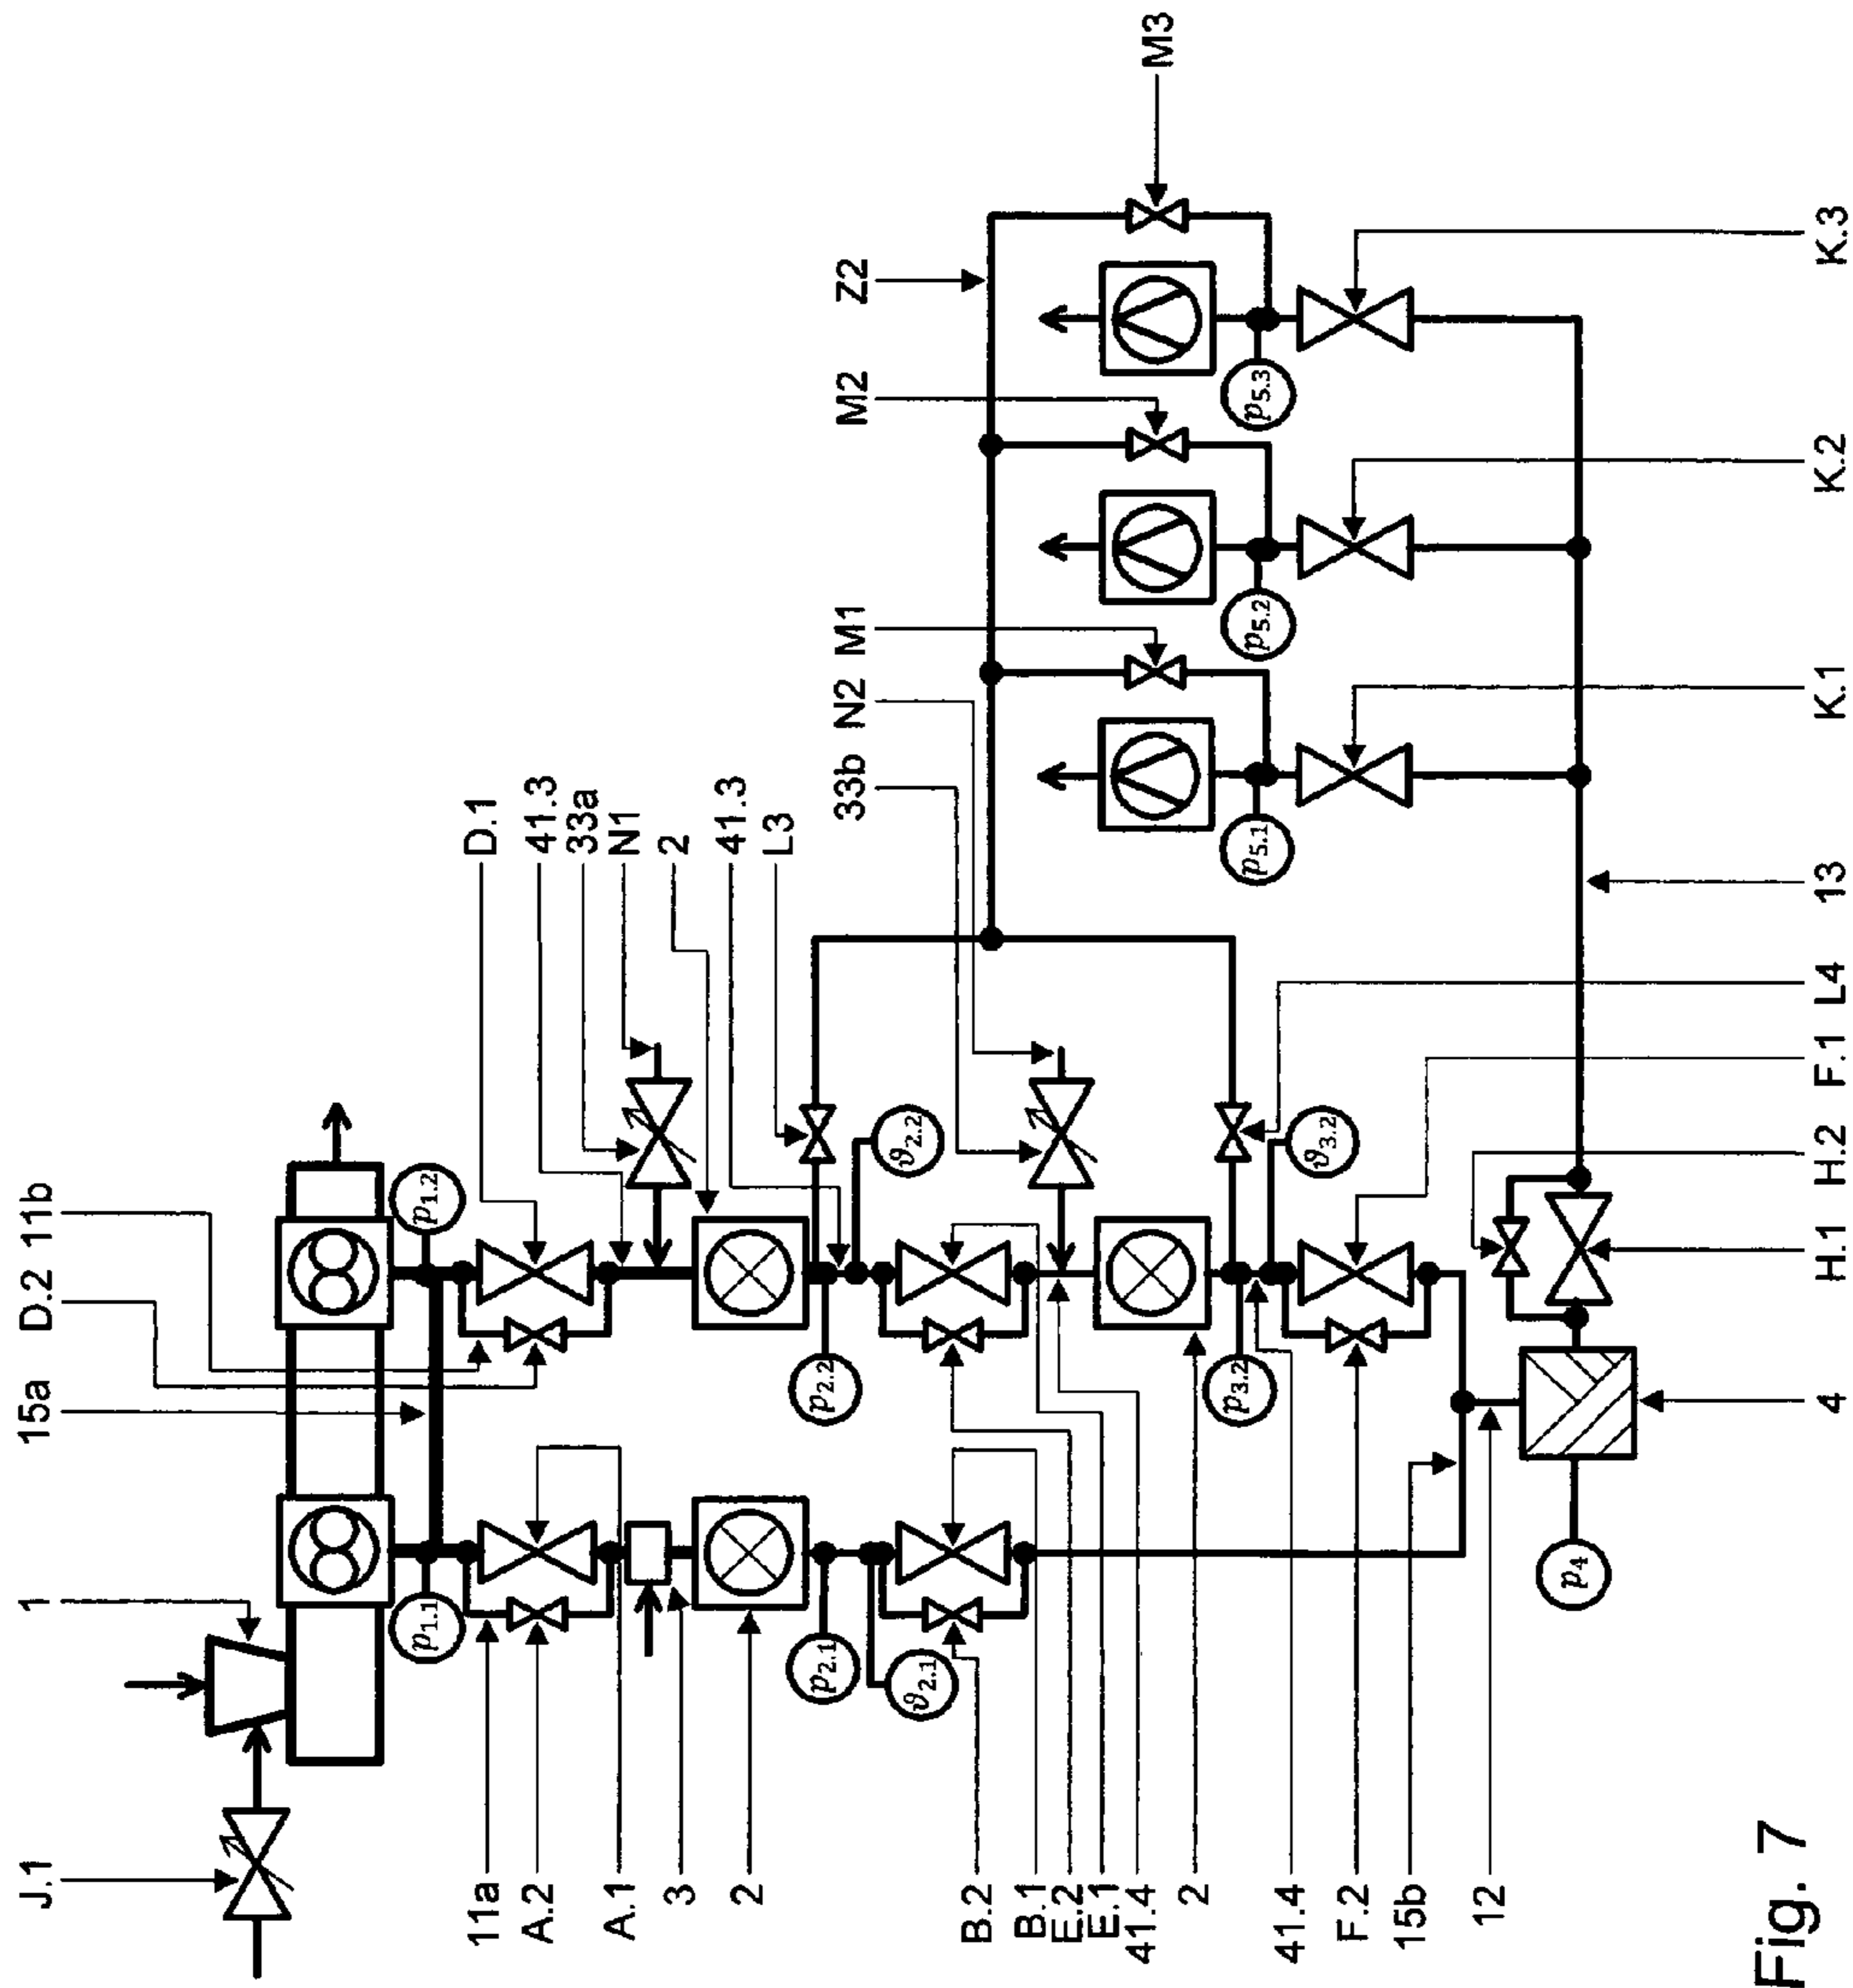 J.1
1
15a
D.2
11b
p1.1
p1.2
11a
A.2
A.1
3
2
D.1
41.3
33a
N1
2
41.3
L3
p2.1
ϑ2.1
p2.2
ϑ2.2
33b
N2
M1
M2
Z2
M3
B.2
B.1
E.2
E.1
41.4
2
41.4
F.2
15b
12
p3.2
ϑ3.2
p5.1
p5.2
p5.3
p4
4
H.1
H.2
F.1
L4
13
K.1
K.2
K.3
Fig. 7